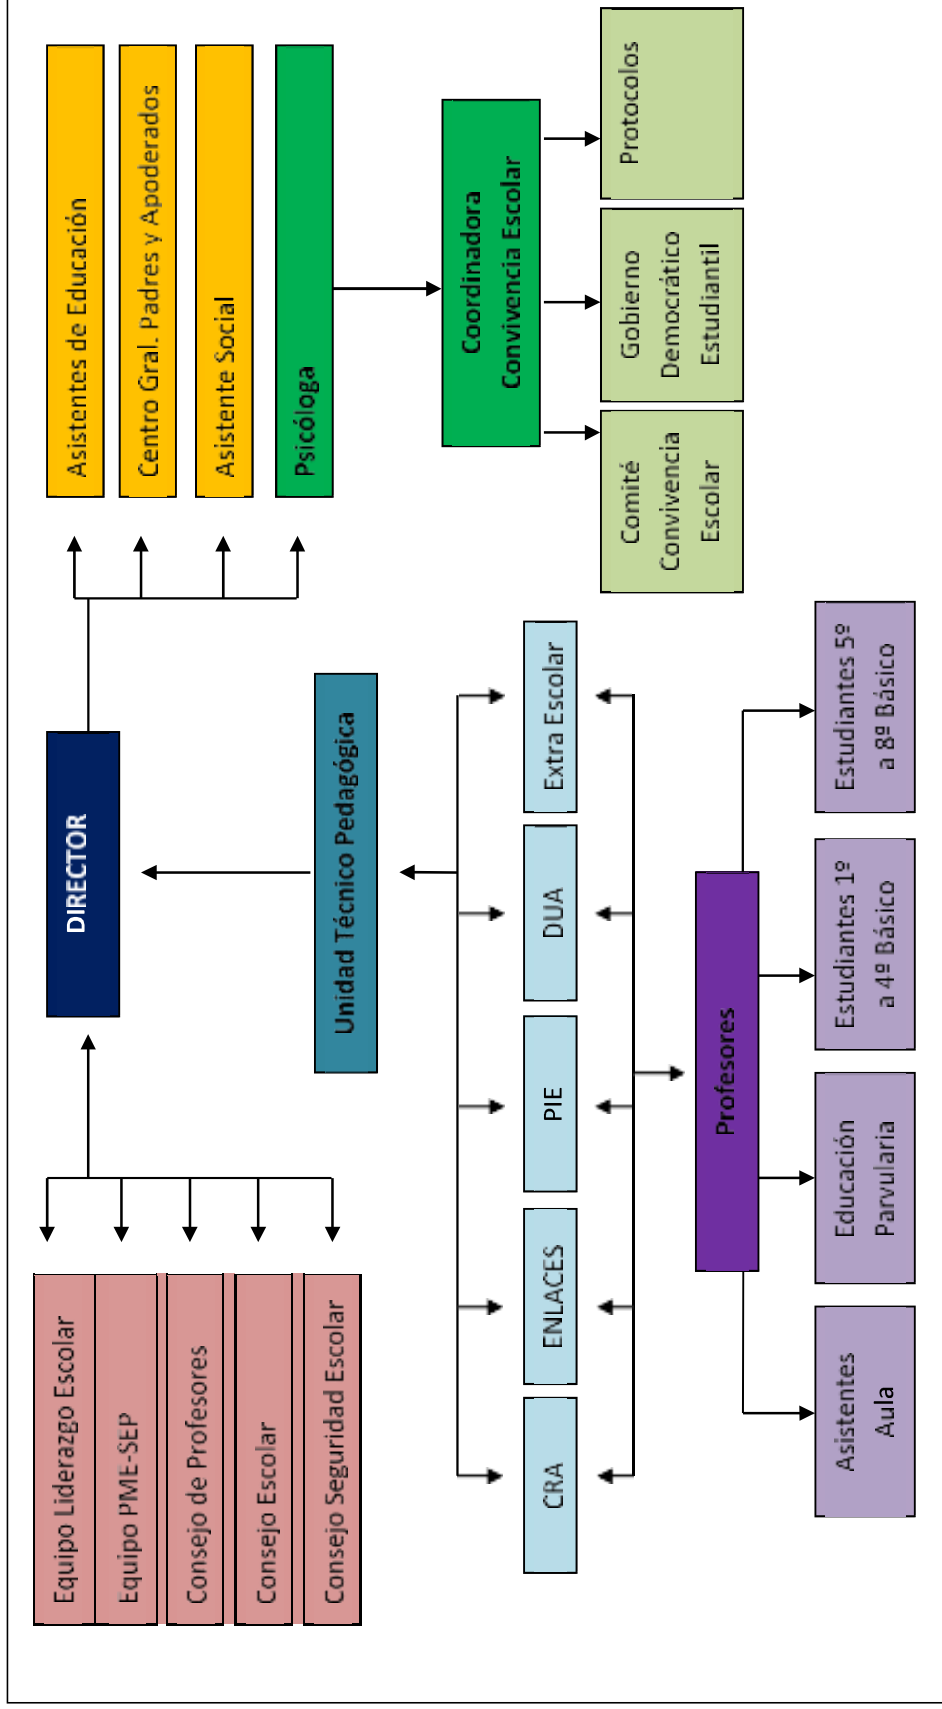 DIRECTOR
Equipo Liderazgo Escolar
Equipo PME-SEP
Consejo de Profesores
Consejo Escolar
Consejo Seguridad Escolar
Asistentes de Educación
Centro Gral. Padres y Apoderados
Asistente Social
Psicóloga
Unidad Técnico Pedagógica
Coordinadora
Convivencia Escolar
CRA
ENLACES
PIE
DUA
Extra Escolar
Comité
Convivencia
Escolar
Gobierno
Democrático
Estudiantil
Protocolos
Profesores
Asistentes
Aula
Educación
Parvularia
Estudiantes 1º
a 4º Básico
Estudiantes 5º
a 8º Básico